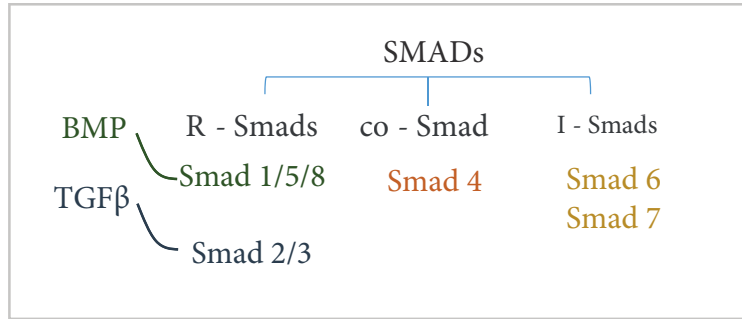 SMADs
BMP
R - Smads
co - Smad
I - Smads
Smad 1/5/8
Smad 4
Smad 6
TGFβ
Smad 7
Smad 2/3